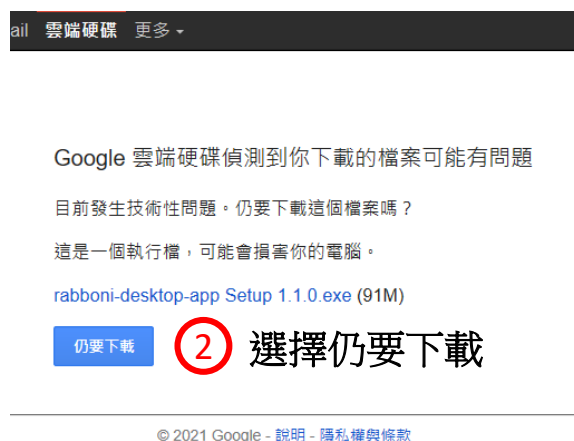 ail 雲端硬碟 更多
Google 雲端硬碟偵測到你下載的檔案可能有問題
目前發生技術性問題。仍要下載這個檔案嗎？
這是一個執行檔，可能會損害你的電腦。
rabboni-desktop-app Setup 1.1.0.exe (91M)
仍要下載 2 選擇仍要下載
© 2021 Google - 說明 - 隱私權與條款